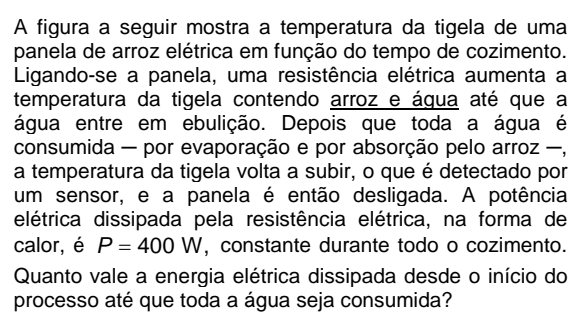 A figura a seguir mostra a temperatura da tigela de uma
panela de arroz elétrica em função do tempo de cozimento.
Ligando-se a panela, uma resistência elétrica aumenta a
temperatura da tigela contendo arroz e água até que a
água entre em ebulição. Depois que toda a água é
consumida — por evaporação e por absorção pelo arroz —,
a temperatura da tigela volta a subir, o que é detectado por
um sensor, e a panela é então desligada. A potência
elétrica dissipada pela resistência elétrica, na forma de
calor, é P = 400 W, constante durante todo o cozimento.
Quanto vale a energia elétrica dissipada desde o início do
processo até que toda a água seja consumida?